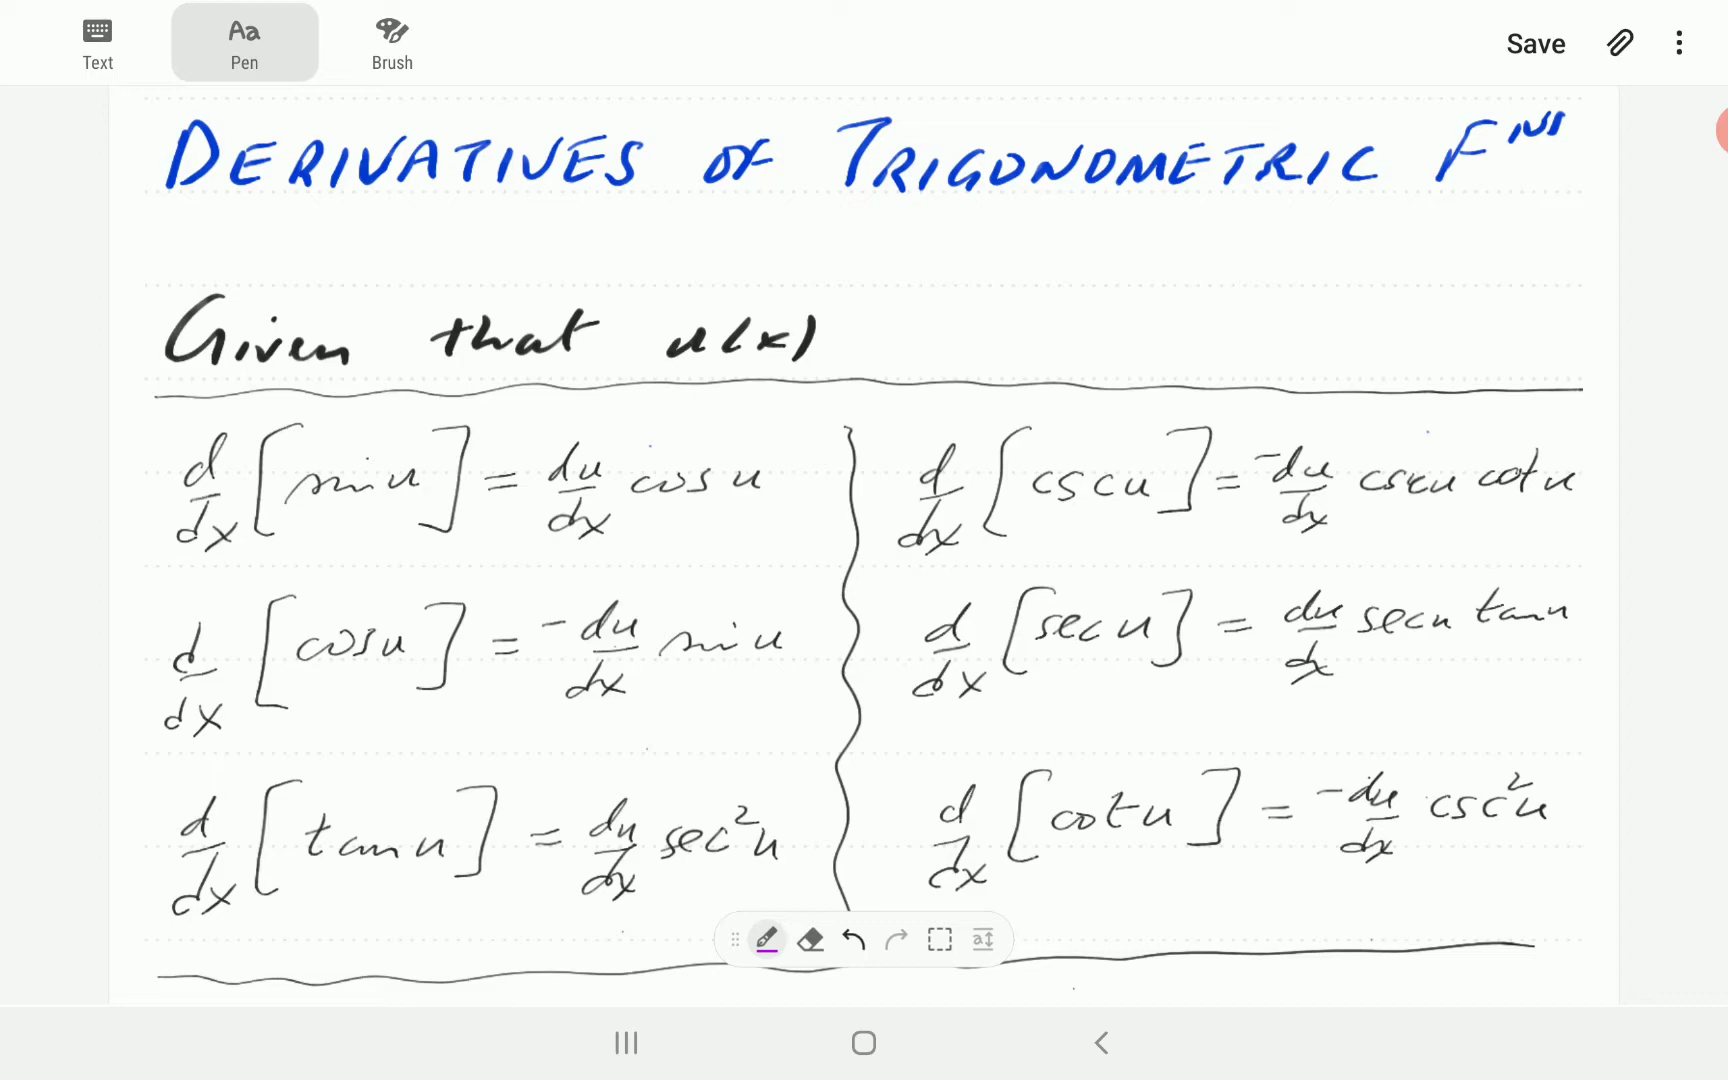 Text
Aa
Pen
Brush
Save
DERIVATIVES OF TRIGONOMETRIC F^NS
Given that u(x)
d/dx [sin u] = du/dx cos u
d/dx [cos u] = -du/dx sin u
d/dx [tan u] = du/dx sec²u
d/dx [csc u] = -du/dx csc u cot u
d/dx [sec u] = du/dx sec u tan u
d/dx [cot u] = -du/dx csc²u